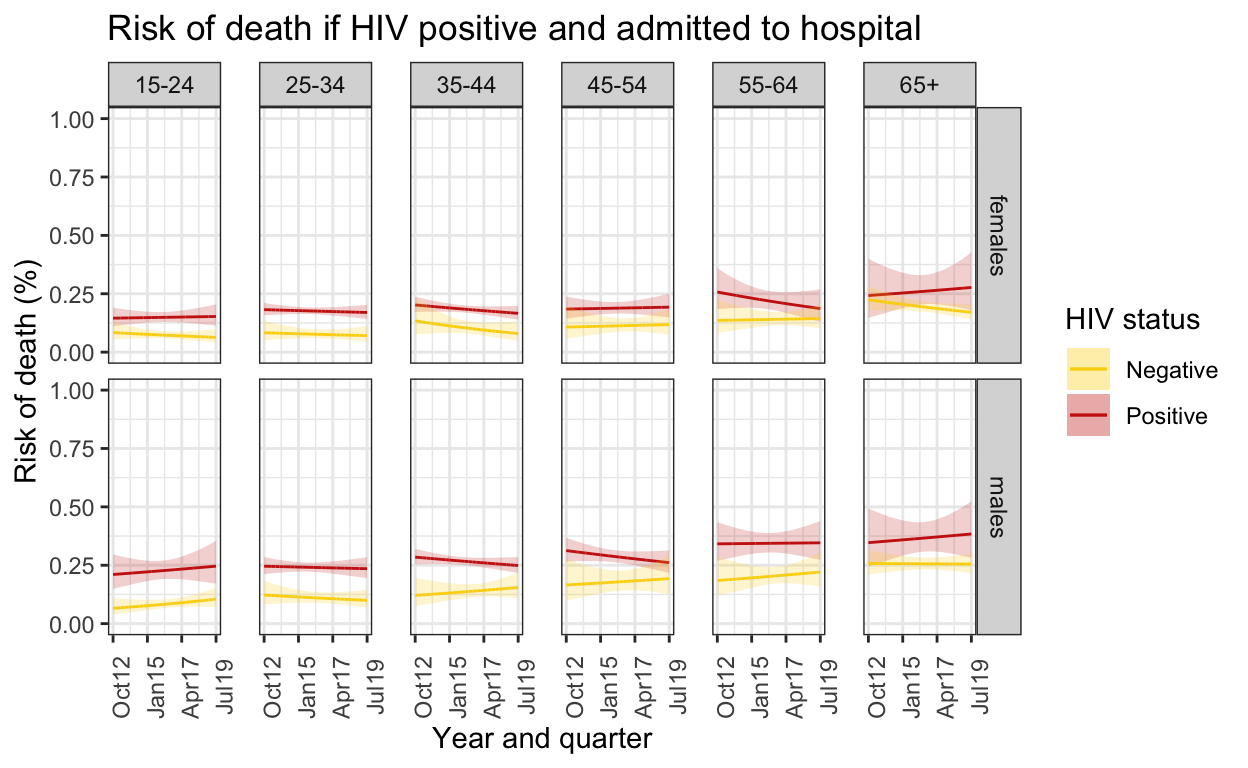 Risk of death if HIV positive and admitted to hospital
15-24 25-34 35-44 45-54 55-64 65+
1.00
0.75
0.50
0.25
0.00
females
1.00
0.75
0.50
0.25
0.00
males
Risk of death (%)
Oct12 Jan15 Apr17 Jul19 Oct12 Jan15 Apr17 Jul19 Oct12 Jan15 Apr17 Jul19 Oct12 Jan15 Apr17 Jul19 Oct12 Jan15 Apr17 Jul19 Oct12 Jan15 Apr17 Jul19
Year and quarter
HIV status
Negative
Positive